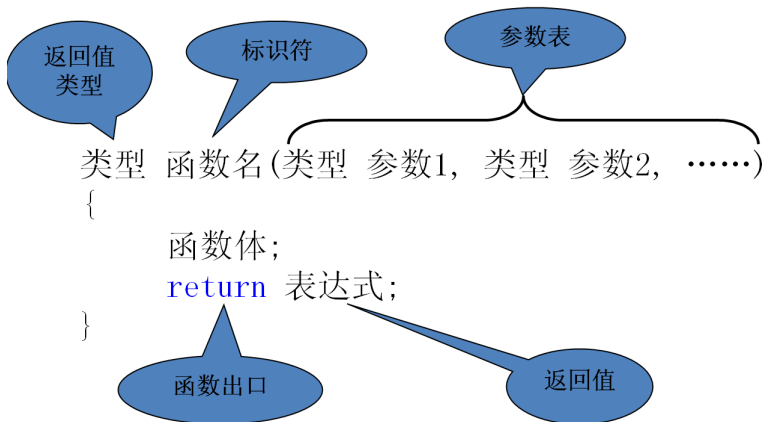 返回值
类型
标识符
参数表
类型 函数名(类型 参数1, 类型 参数2, ……)
{
函数体;
return 表达式;
}
函数出口
返回值